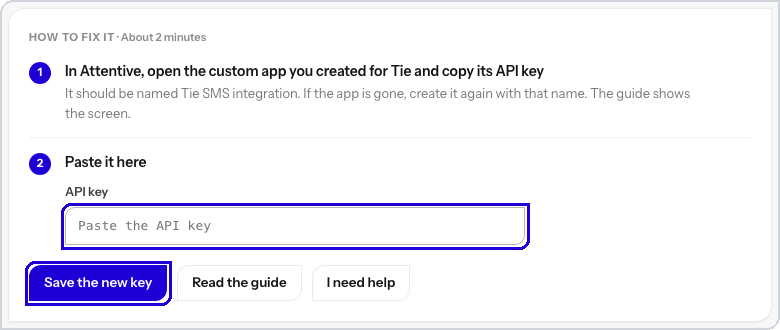 HOW TO FIX IT · About 2 minutes
1
In Attentive, open the custom app you created for Tie and copy its API key
It should be named Tie SMS integration. If the app is gone, create it again with that name. The guide shows
the screen.
2
Paste it here
API key
Paste the API key
Save the new key
Read the guide
I need help